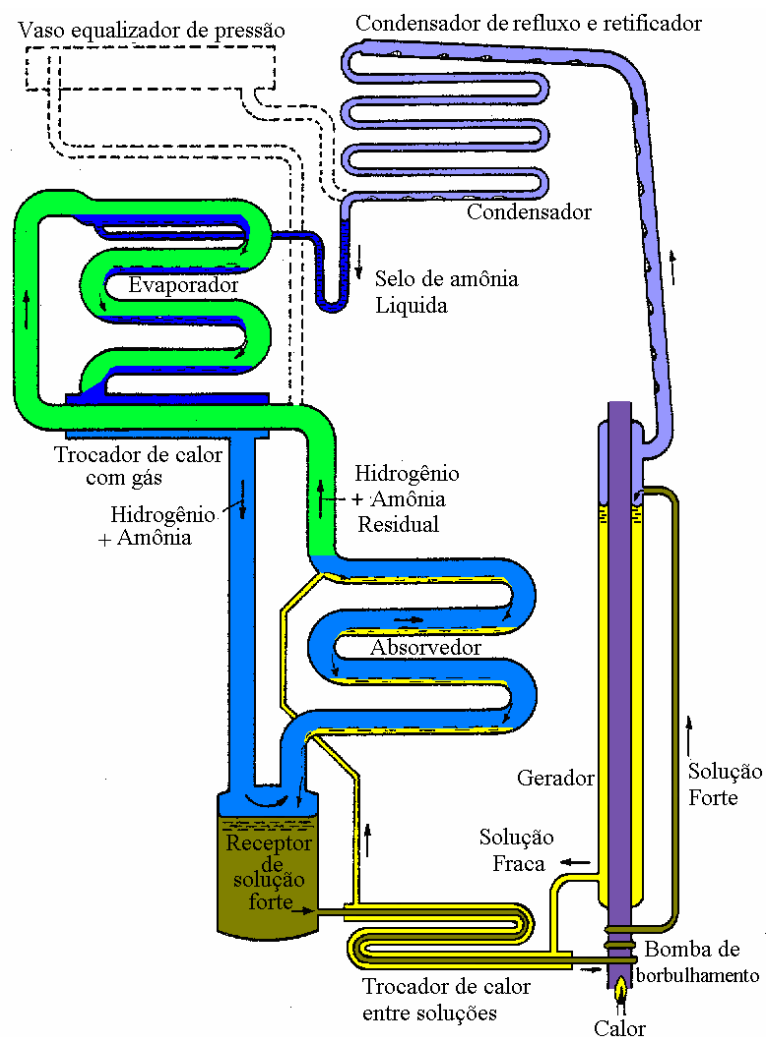 Vaso equalizador de pressão
Condensador de refluxo e retificador
Condensador
Selo de amônia
Liquida
Evaporador
Trocador de calor
com gás
Hidrogênio
+ Amônia
Residual
Hidrogênio
+ Amônia
Absorvedor
Gerador
Solução
Forte
Solução
Fraca
Receptor
de
solução
forte
Bomba de
borbulhamento
Trocador de calor
entre soluções
Calor